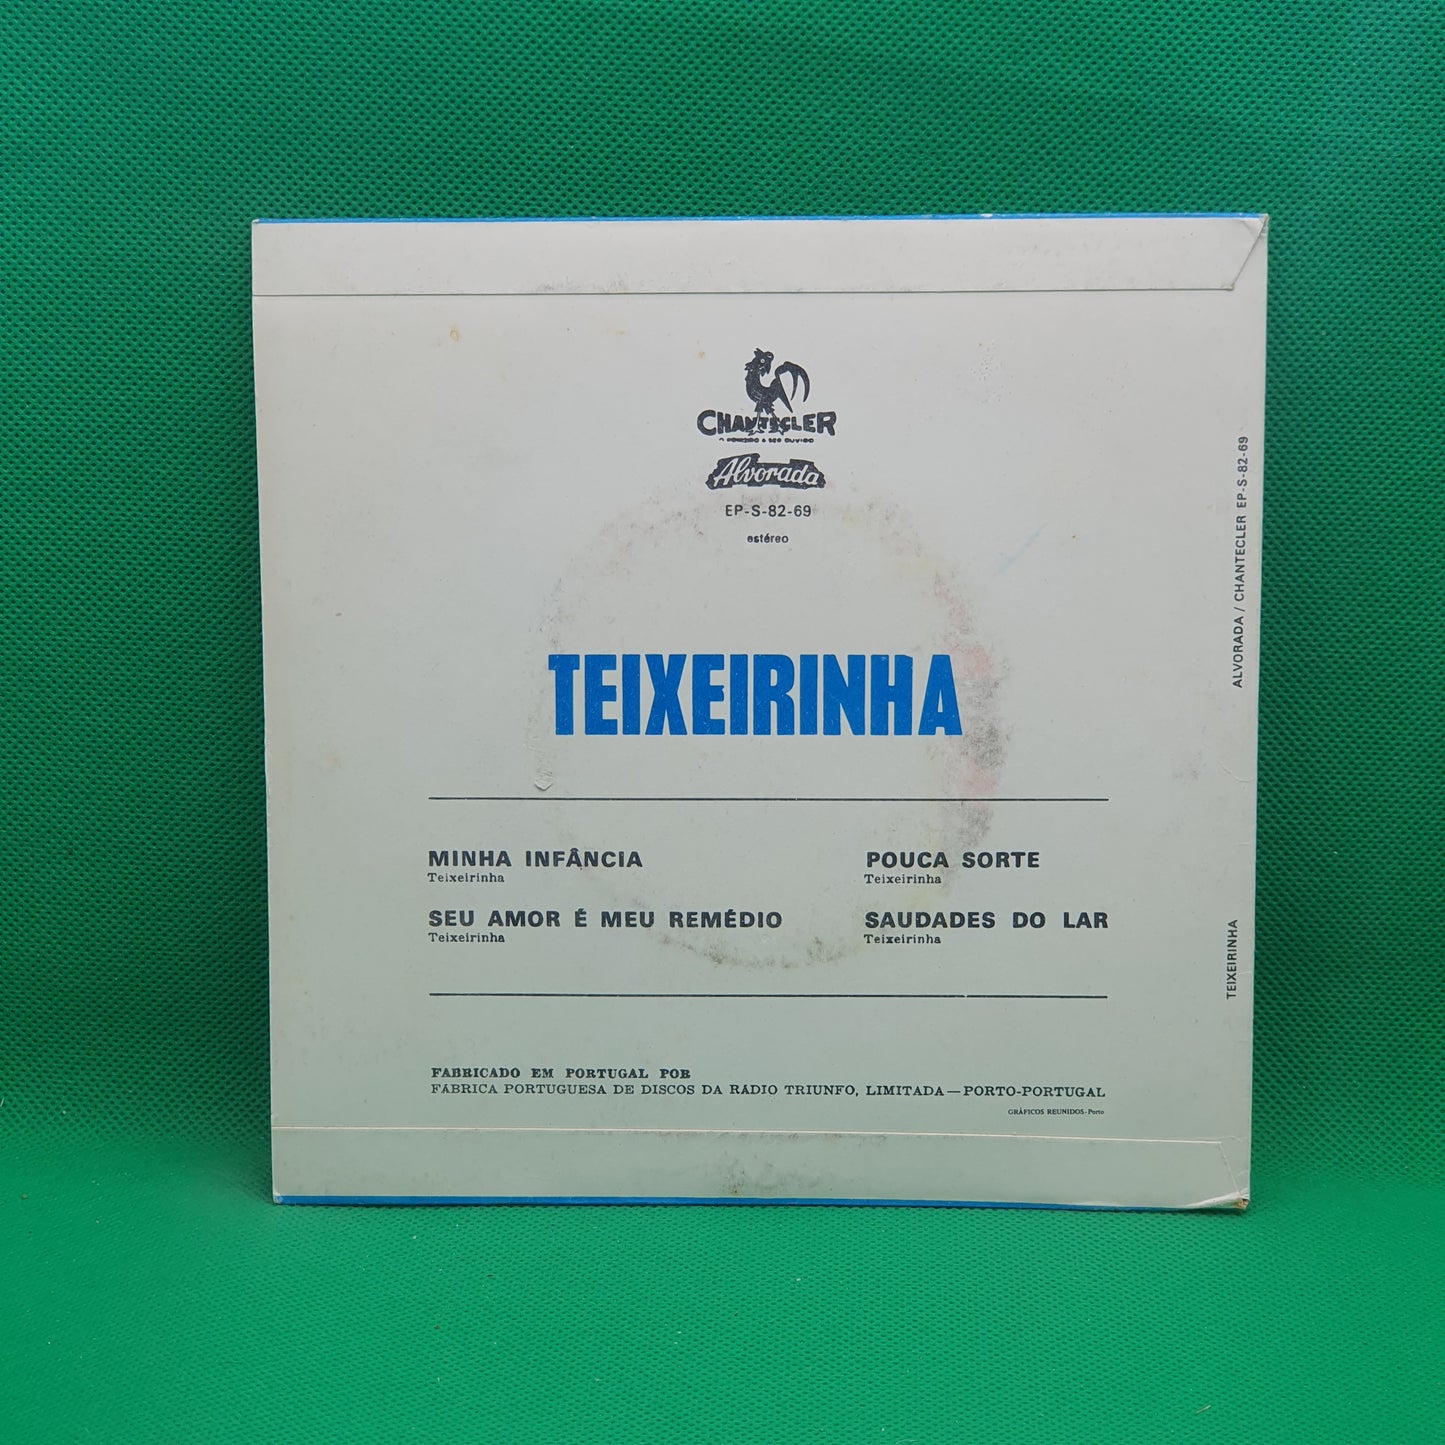 CHANTECLER
Alvorada
EP-S-82-69
estéreo
TEIXEIRINHA
MINHA INFÂNCIA
Teixeirinha
SEU AMOR É MEU REMÉDIO
Teixeirinha
POUCA SORTE
Teixeirinha
SAUDADES DO LAR
Teixeirinha
FABRICADO EM PORTUGAL POR
FÁBRICA PORTUGUESA DE DISCOS DA RÁDIO TRIUNFO, LIMITADA — PORTO-PORTUGAL
GRÁFICOS REUNIDOS-Porto
ALVORADA / CHANTECLER EP-S-82-69
TEIXEIRINHA